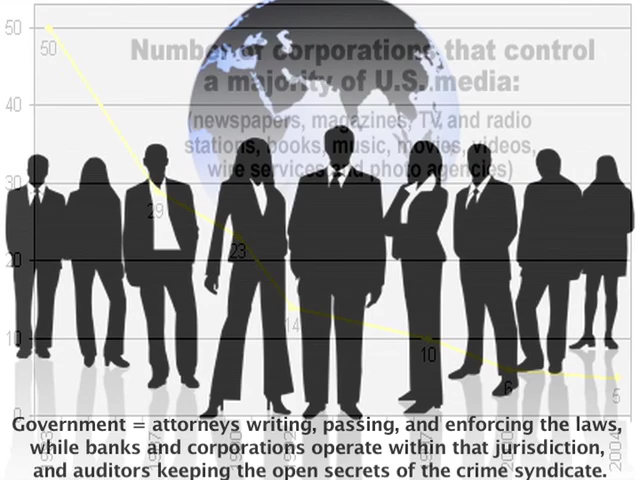 50
50
Number of corporations that control
a majority of U.S. media:
40
(newspapers, magazines, TV and radio
stations, books, music, movies, videos,
wire services and photo agencies)
30
29
23
20
14
10
10
6
5
0
2004
Government = attorneys writing, passing, and enforcing the laws,
while banks and corporations operate within that jurisdiction,
and auditors keeping the open secrets of the crime syndicate.